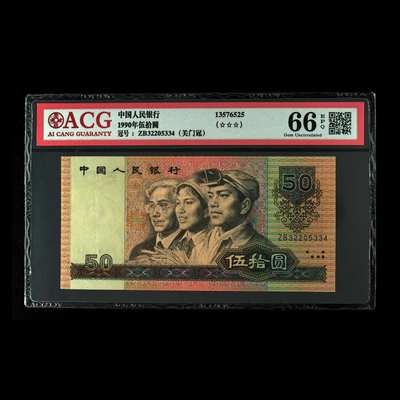 ACG
AI CANG GUARANTY
中国人民银行
1990年伍拾圆
冠号：ZB32205334（关门冠）
13576525
(☆☆☆)
66 EPQ
Gem Uncirculated
中国人民银行
50
ZB32205334
50
伍拾圆